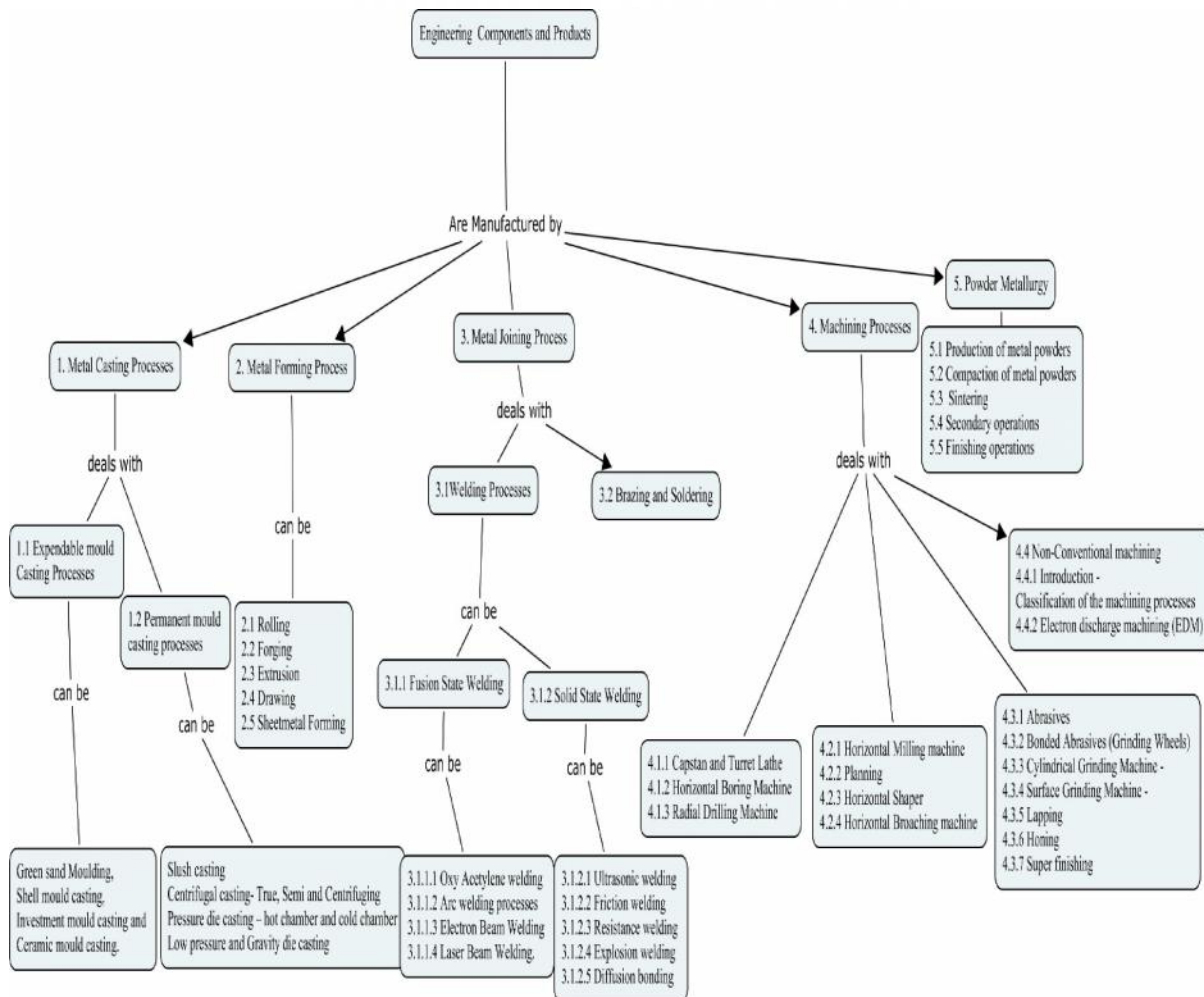 Engineering Components and Products
Are Manufactured by
5. Powder Metallurgy
5.1 Production of metal powders
5.2 Compaction of metal powders
5.3 Sintering
5.4 Secondary operations
5.5 Finishing operations
1. Metal Casting Processes
2. Metal Forming Process
3. Metal Joining Process
4. Machining Processes
deals with
1.1 Expendable mould
Casting Processes
can be
Green sand Moulding,
Shell mould casting.
Investment mould casting and
Ceramic mould casting.
1.2 Permanent mould
casting processes
can be
Slush casting
Centrifugal casting- True, Semi and Centrifuging
Pressure die casting – hot chamber and cold chamber
Low pressure and Gravity die casting
can be
2.1 Rolling
2.2 Forging
2.3 Extrusion
2.4 Drawing
2.5 Sheetmetal Forming
deals with
3.1Welding Processes
3.2 Brazing and Soldering
can be
3.1.1 Fusion State Welding
3.1.2 Solid State Welding
can be
3.1.1.1 Oxy Acetylene welding
3.1.1.2 Arc welding processes
3.1.1.3 Electron Beam Welding
3.1.1.4 Laser Beam Welding.
can be
3.1.2.1 Ultrasonic welding
3.1.2.2 Friction welding
3.1.2.3 Resistance welding
3.1.2.4 Explosion welding
3.1.2.5 Diffusion bonding
deals with
4.1.1 Capstan and Turret Lathe
4.1.2 Horizontal Boring Machine
4.1.3 Radial Drilling Machine
4.2.1 Horizontal Milling machine
4.2.2 Planning
4.2.3 Horizontal Shaper
4.2.4 Horizontal Broaching machine
4.3.1 Abrasives
4.3.2 Bonded Abrasives (Grinding Wheels)
4.3.3 Cylindrical Grinding Machine -
4.3.4 Surface Grinding Machine -
4.3.5 Lapping
4.3.6 Honing
4.3.7 Super finishing
4.4 Non-Conventional machining
4.4.1 Introduction -
Classification of the machining processes
4.4.2 Electron discharge machining (EDM)